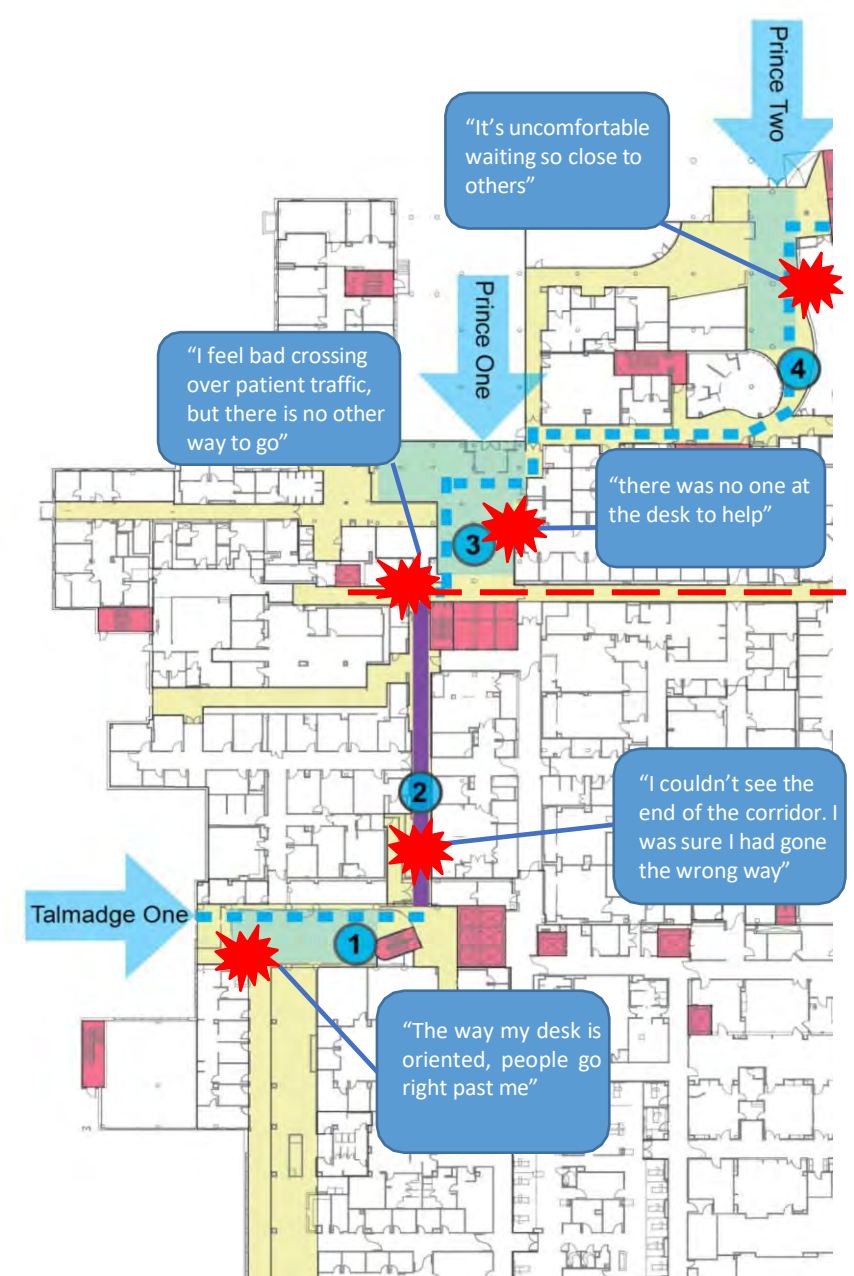 Prince Two
“It’s uncomfortable
waiting so close to
others”
Prince One
“I feel bad crossing
over patient traffic,
but there is no other
way to go”
4
“there was no one at
the desk to help”
3
2
“I couldn’t see the
end of the corridor. I
was sure I had gone
the wrong way”
Talmadge One
1
“The way my desk is
oriented, people go
right past me”